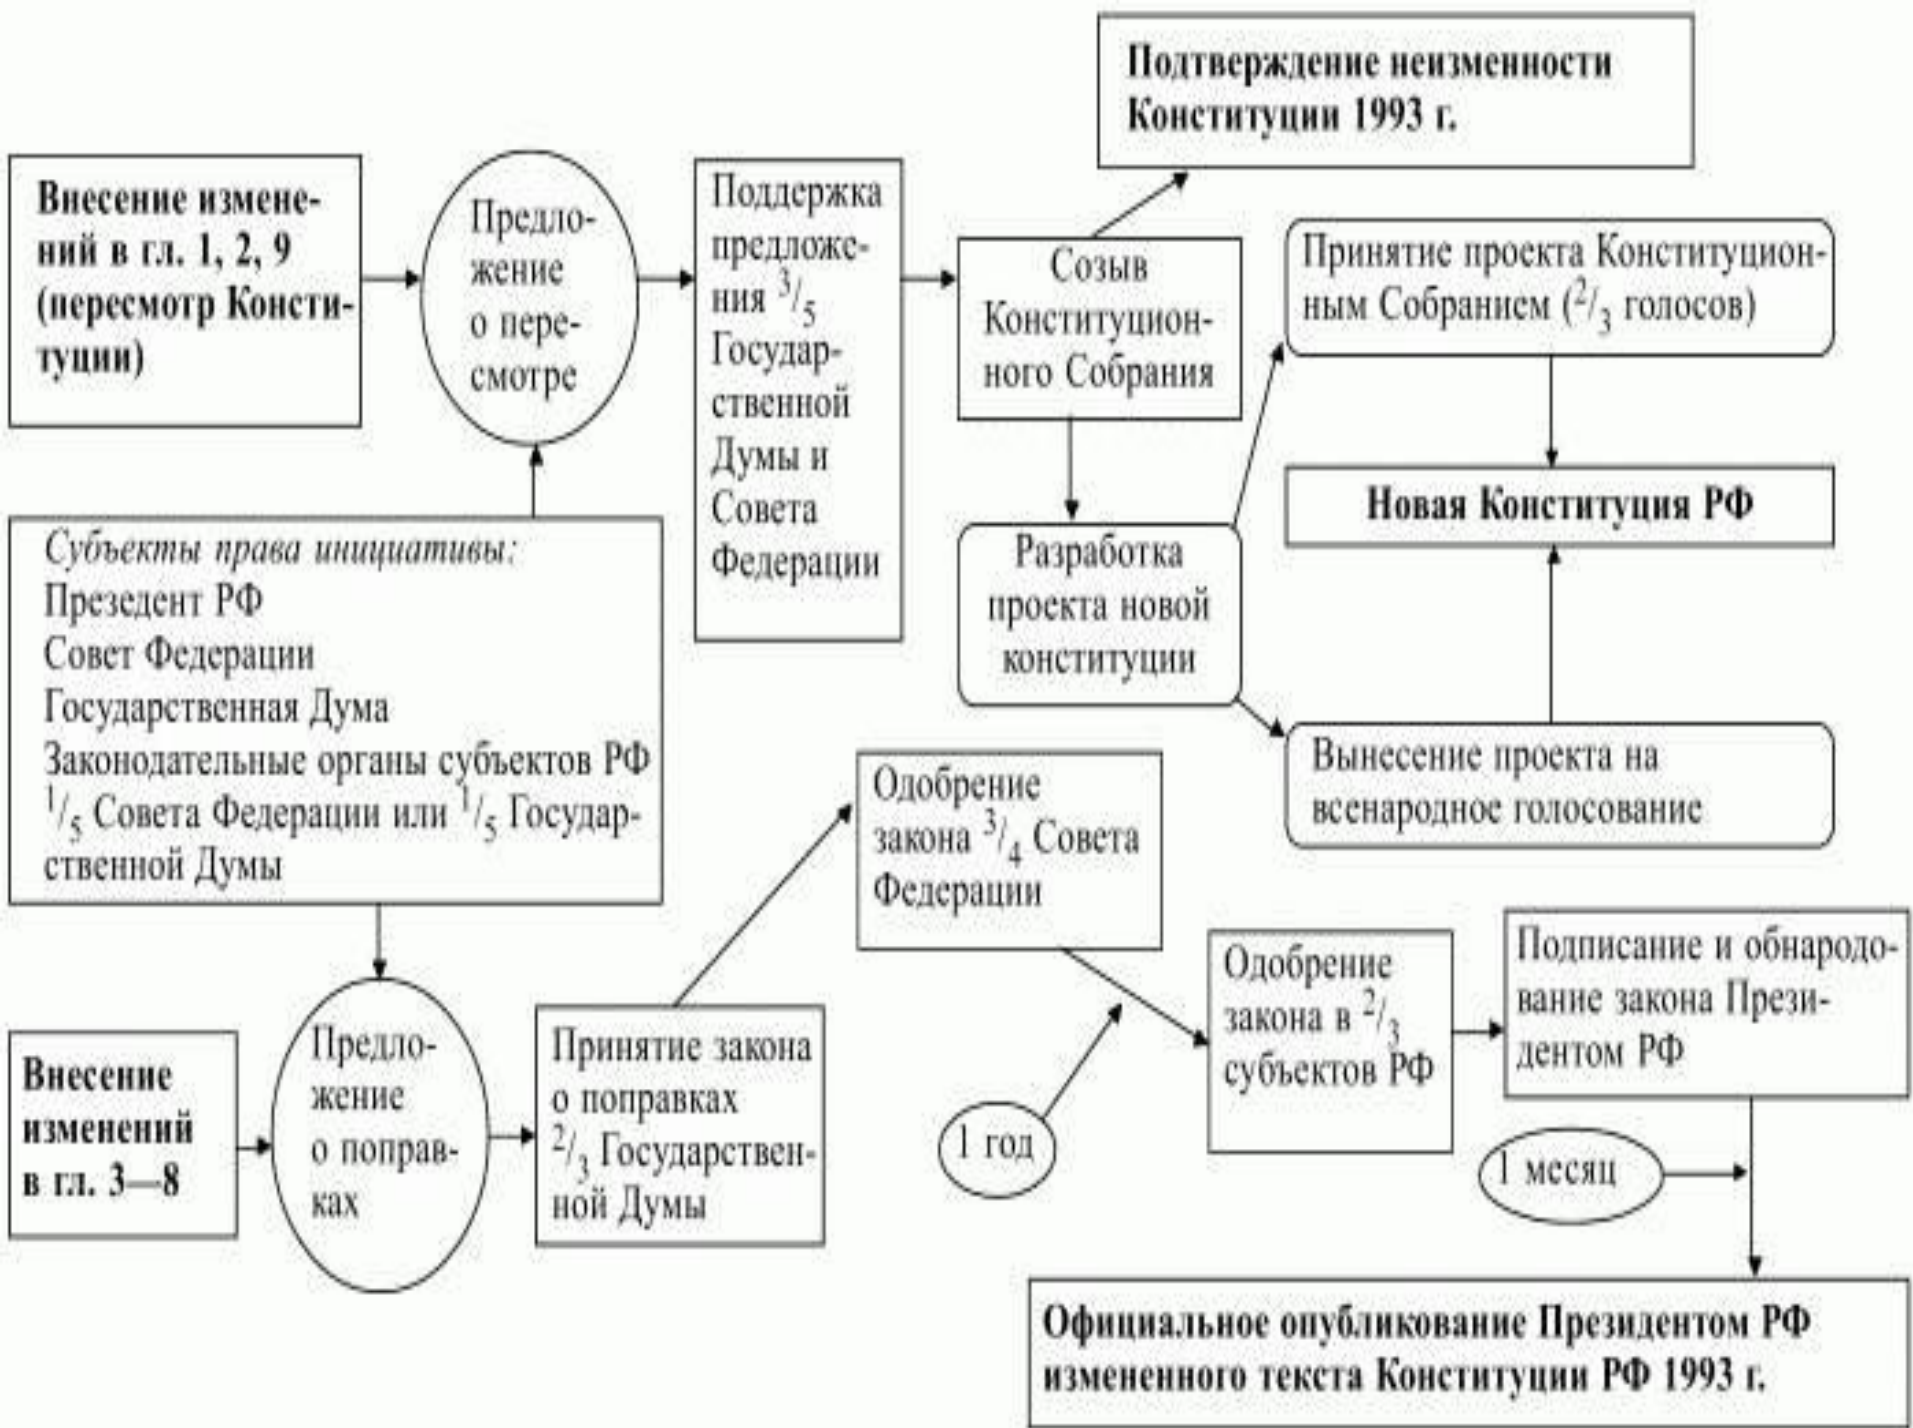 Подтверждение неизменности
Конституции 1993 г.
Внесение измене-
ний в гл. 1, 2, 9
(пересмотр Консти-
туции)
Предло-
жение
о пере-
смотре
Поддержка
предложе-
ния 3/5
Государ-
ственной
Думы и
Совета
Федерации
Созыв
Конституцион-
ного Собрания
Принятие проекта Конституцион-
ным Собранием (2/3 голосов)
Новая Конституция РФ
Разработка
проекта новой
конституции
Вынесение проекта на
всенародное голосование
Субъекты права инициативы:
Презедент РФ
Совет Федерации
Государственная Дума
Законодательные органы субъектов РФ
1/5 Совета Федерации или 1/5 Государ-
ственной Думы
Внесение
изменений
в гл. 3—8
Предло-
жение
о поправ-
ках
Принятие закона
о поправках
2/3 Государствен-
ной Думы
Одобрение
закона 3/4 Совета
Федерации
1 год
Одобрение
закона в 2/3
субъектов РФ
Подписание и обнародо-
вание закона Прези-
дентом РФ
1 месяц
Официальное опубликование Президентом РФ
измененного текста Конституции РФ 1993 г.